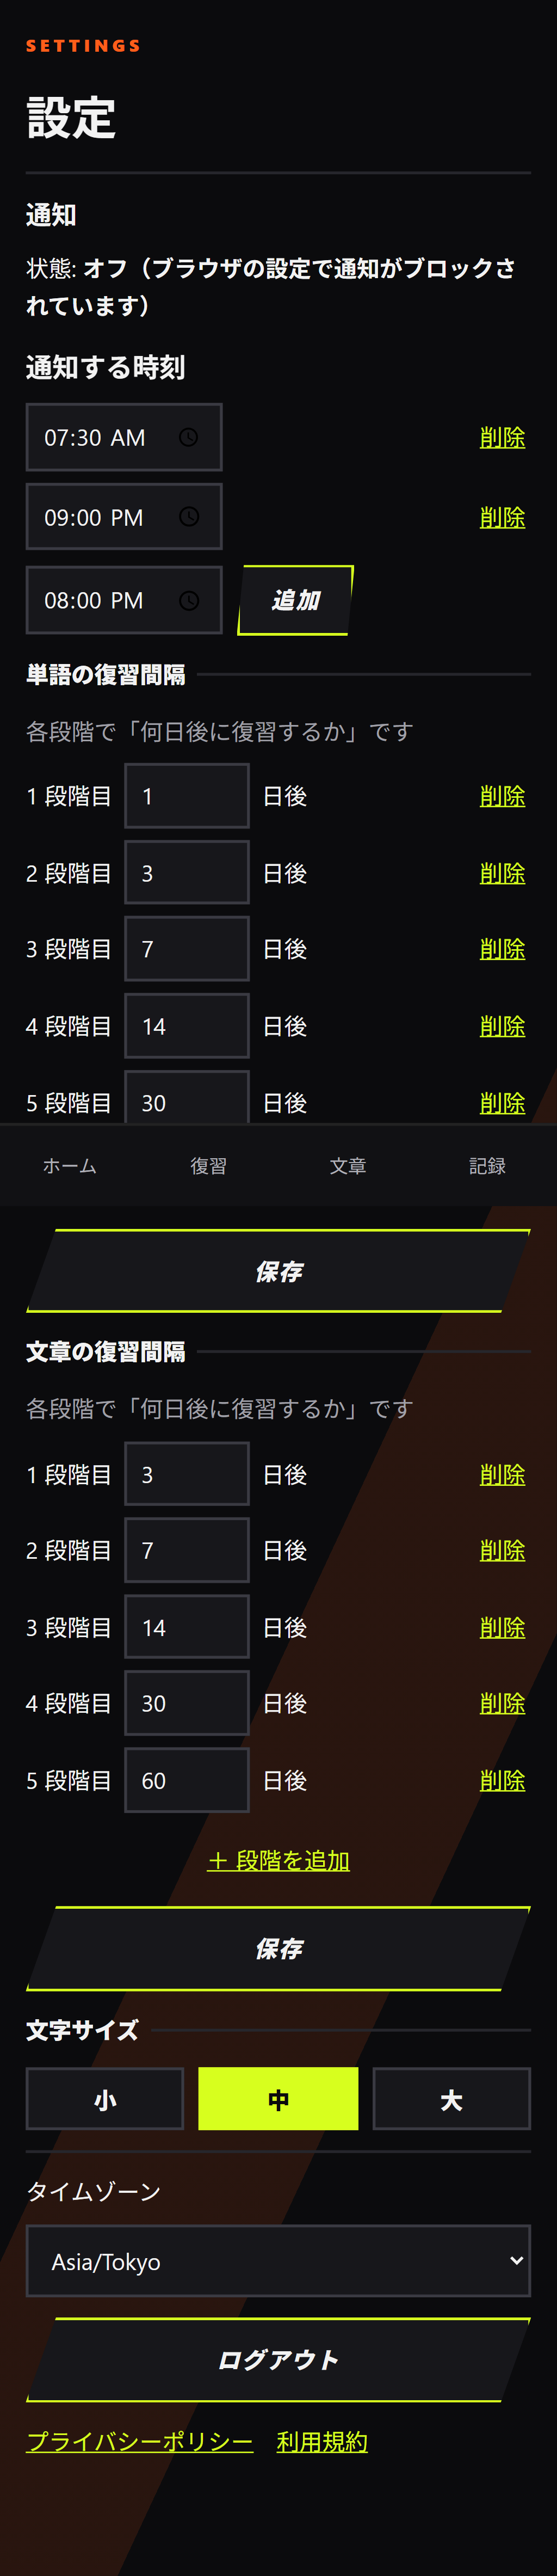 SETTINGS
設定
通知
状態: オフ（ブラウザの設定で通知がブロックさ
れています）
通知する時刻
07:30 AM 削除
09:00 PM 削除
08:00 PM 追加
単語の復習間隔
各段階で「何日後に復習するか」です
1 段階目 1 日後 削除
2 段階目 3 日後 削除
3 段階目 7 日後 削除
4 段階目 14 日後 削除
5 段階目 30 日後 削除
ホーム 復習 文章 記録
保存
文章の復習間隔
各段階で「何日後に復習するか」です
1 段階目 3 日後 削除
2 段階目 7 日後 削除
3 段階目 14 日後 削除
4 段階目 30 日後 削除
5 段階目 60 日後 削除
＋ 段階を追加
保存
文字サイズ
小 中 大
タイムゾーン
Asia/Tokyo
ログアウト
プライバシーポリシー 利用規約